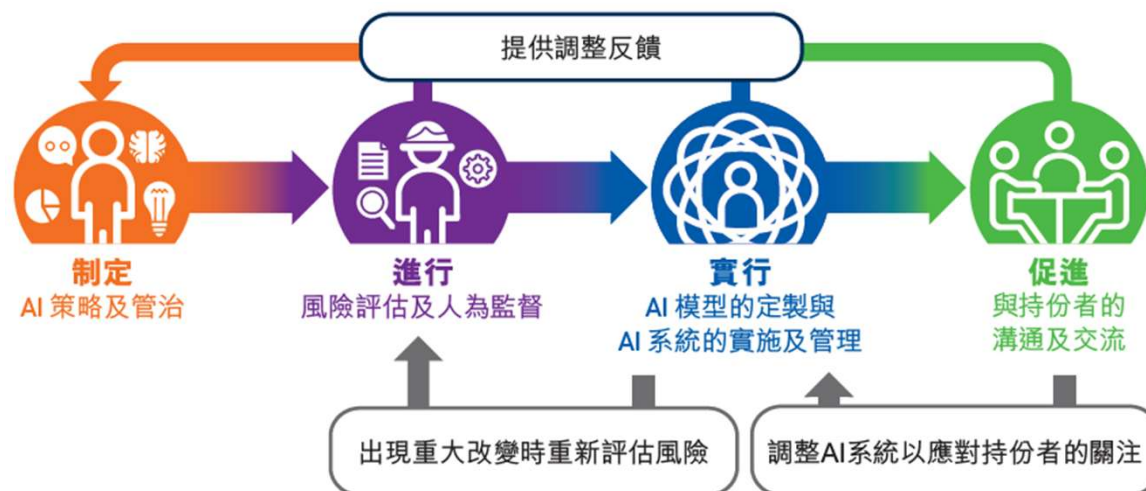 提供調整反饋
制定
AI 策略及管治
進行
風險評估及人為監督
實行
AI 模型的定製與
AI 系統的實施及管理
促進
與持份者的
溝通及交流
出現重大改變時重新評估風險
調整AI系統以應對持份者的關注